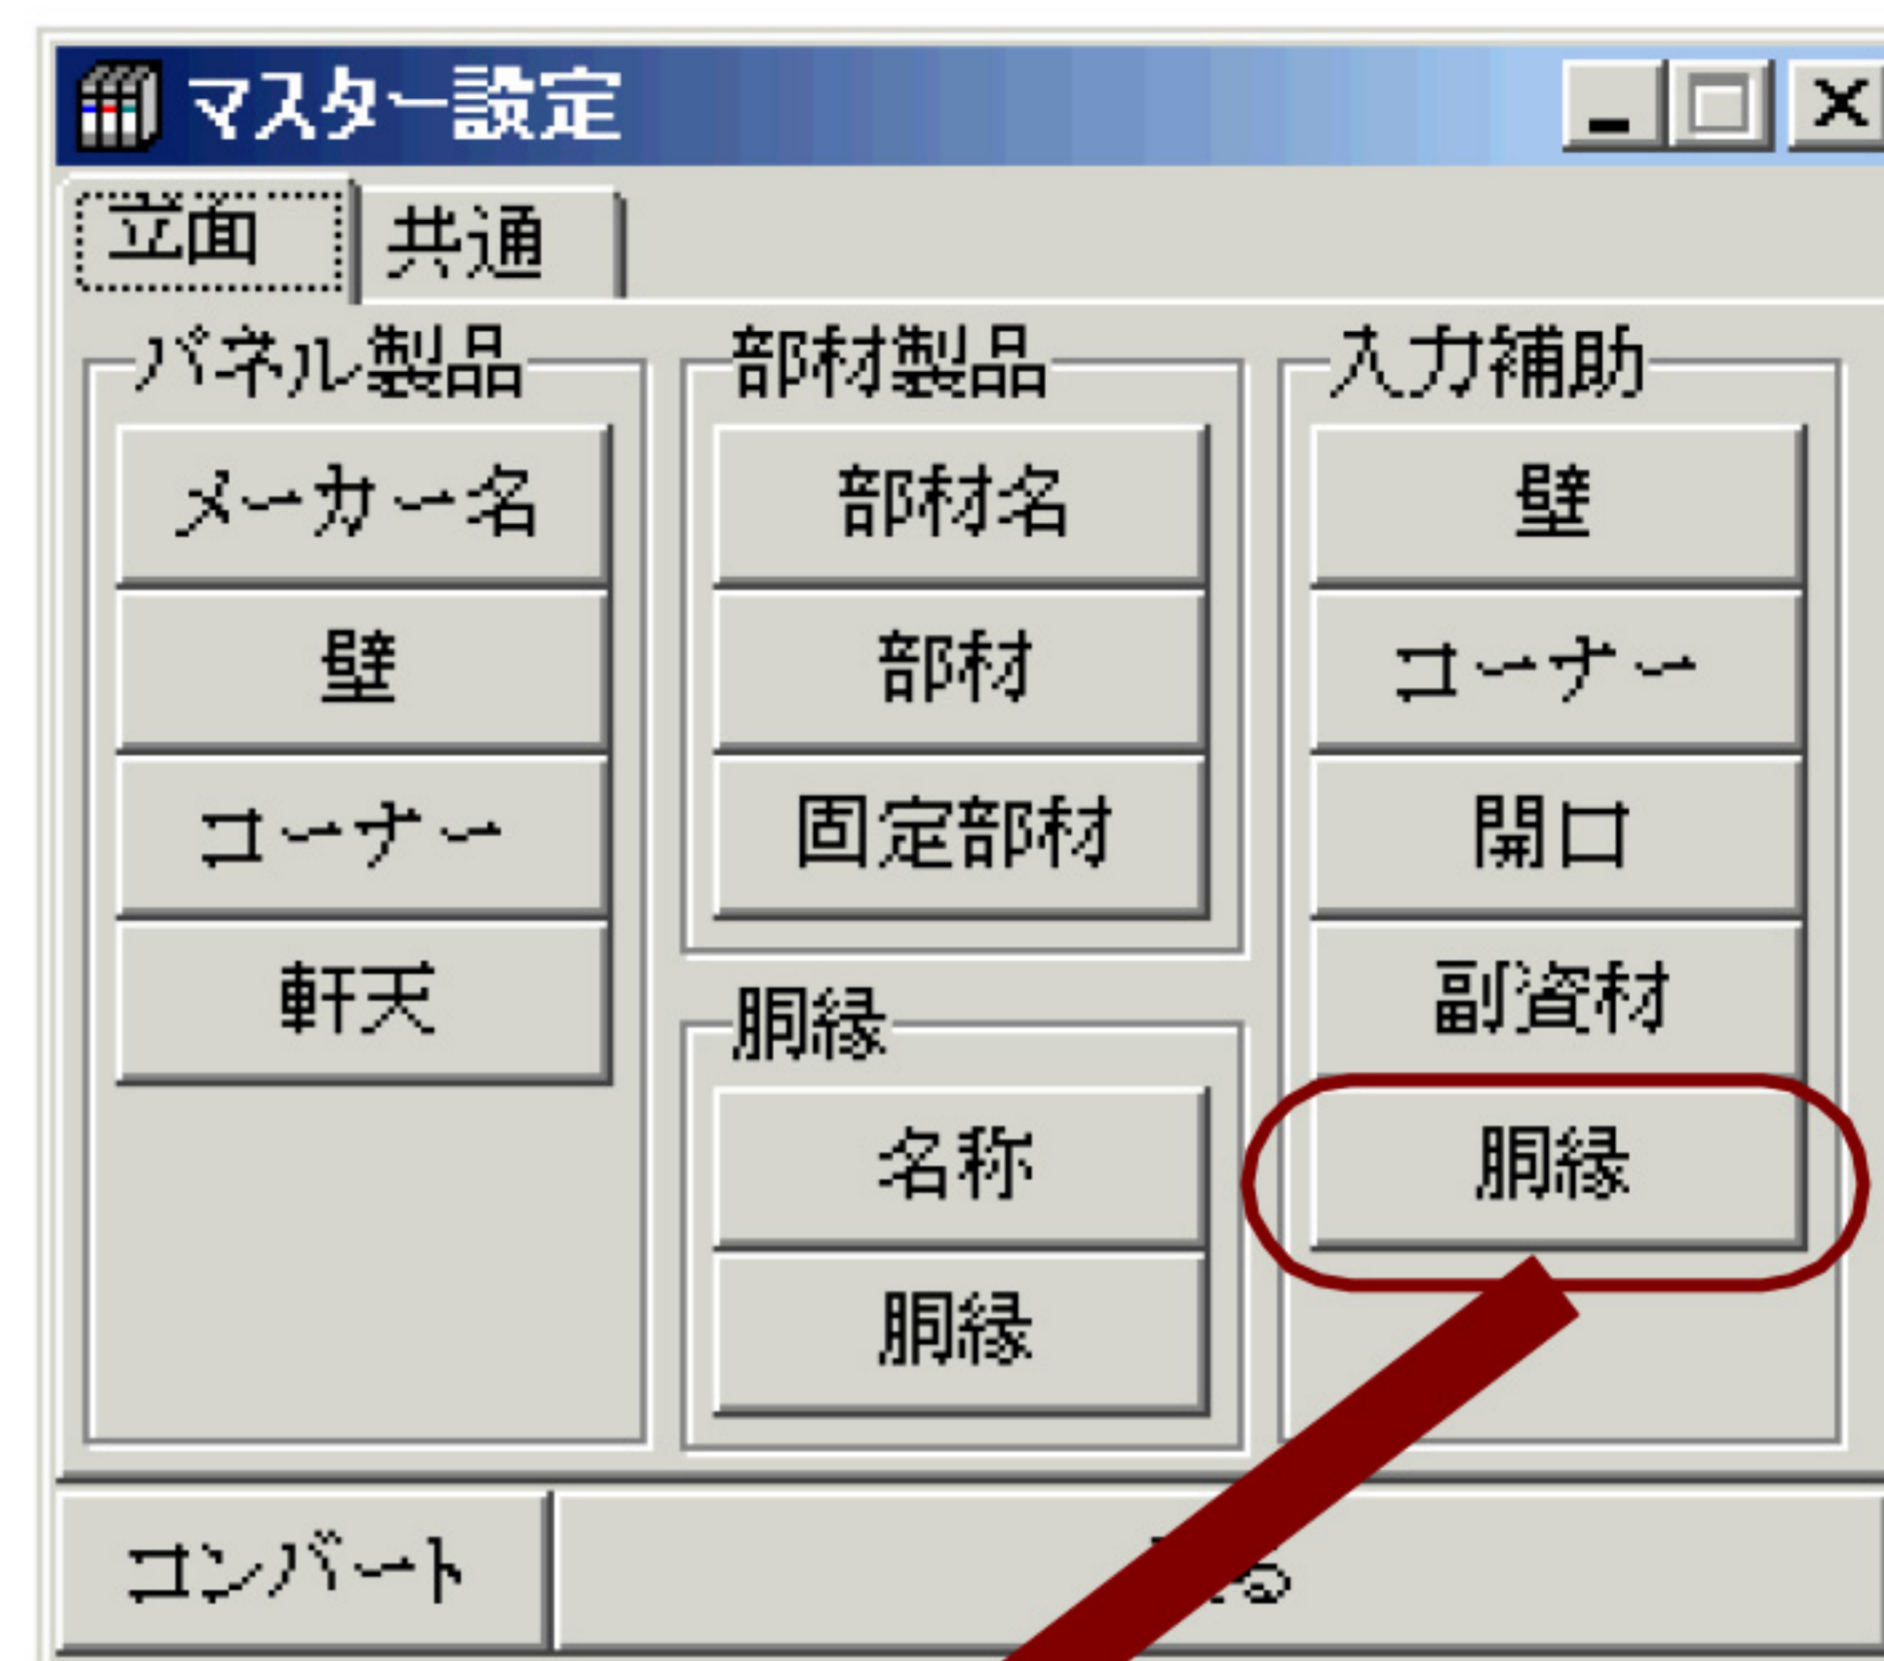 マスター設定
立面 共通
パネル製品
メーカー名
壁
コーナー
軒天
部材製品
部材名
部材
固定部材
胴縁
名称
胴縁
入力補助
壁
コーナー
開口
副資材
胴縁
コンバート